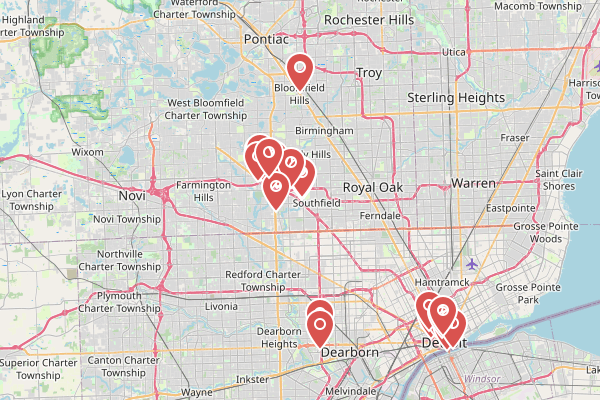 Highland
Charter Township
Waterford
Charter Township
Rochester Hills
Macomb Township
Pontiac
Utica
Troy
Bloomfield
Hills
Sterling Heights
West Bloomfield
Charter Township
Birmingham
Fraser
Wixom
Hills
Saint Clair
Shores
Lyon Charter
Township
Novi
Farmington
Hills
Royal Oak
Warren
Southfield
Eastpointe
Ferndale
Novi Township
Grosse Pointe
Woods
Northville
Charter Township
Redford Charter
Township
Hamtramck
Grosse Pointe
Park
Plymouth
Charter Township
Livonia
Dearborn
Heights
Detroit
Dearborn
Superior Charter
Township
Canton Charter
Township
Inkster
Windsor
Wayne
Melvindale